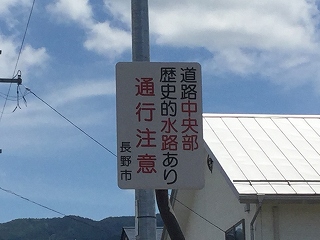 道路中央部
歴史的水路あり
通行注意
長野市